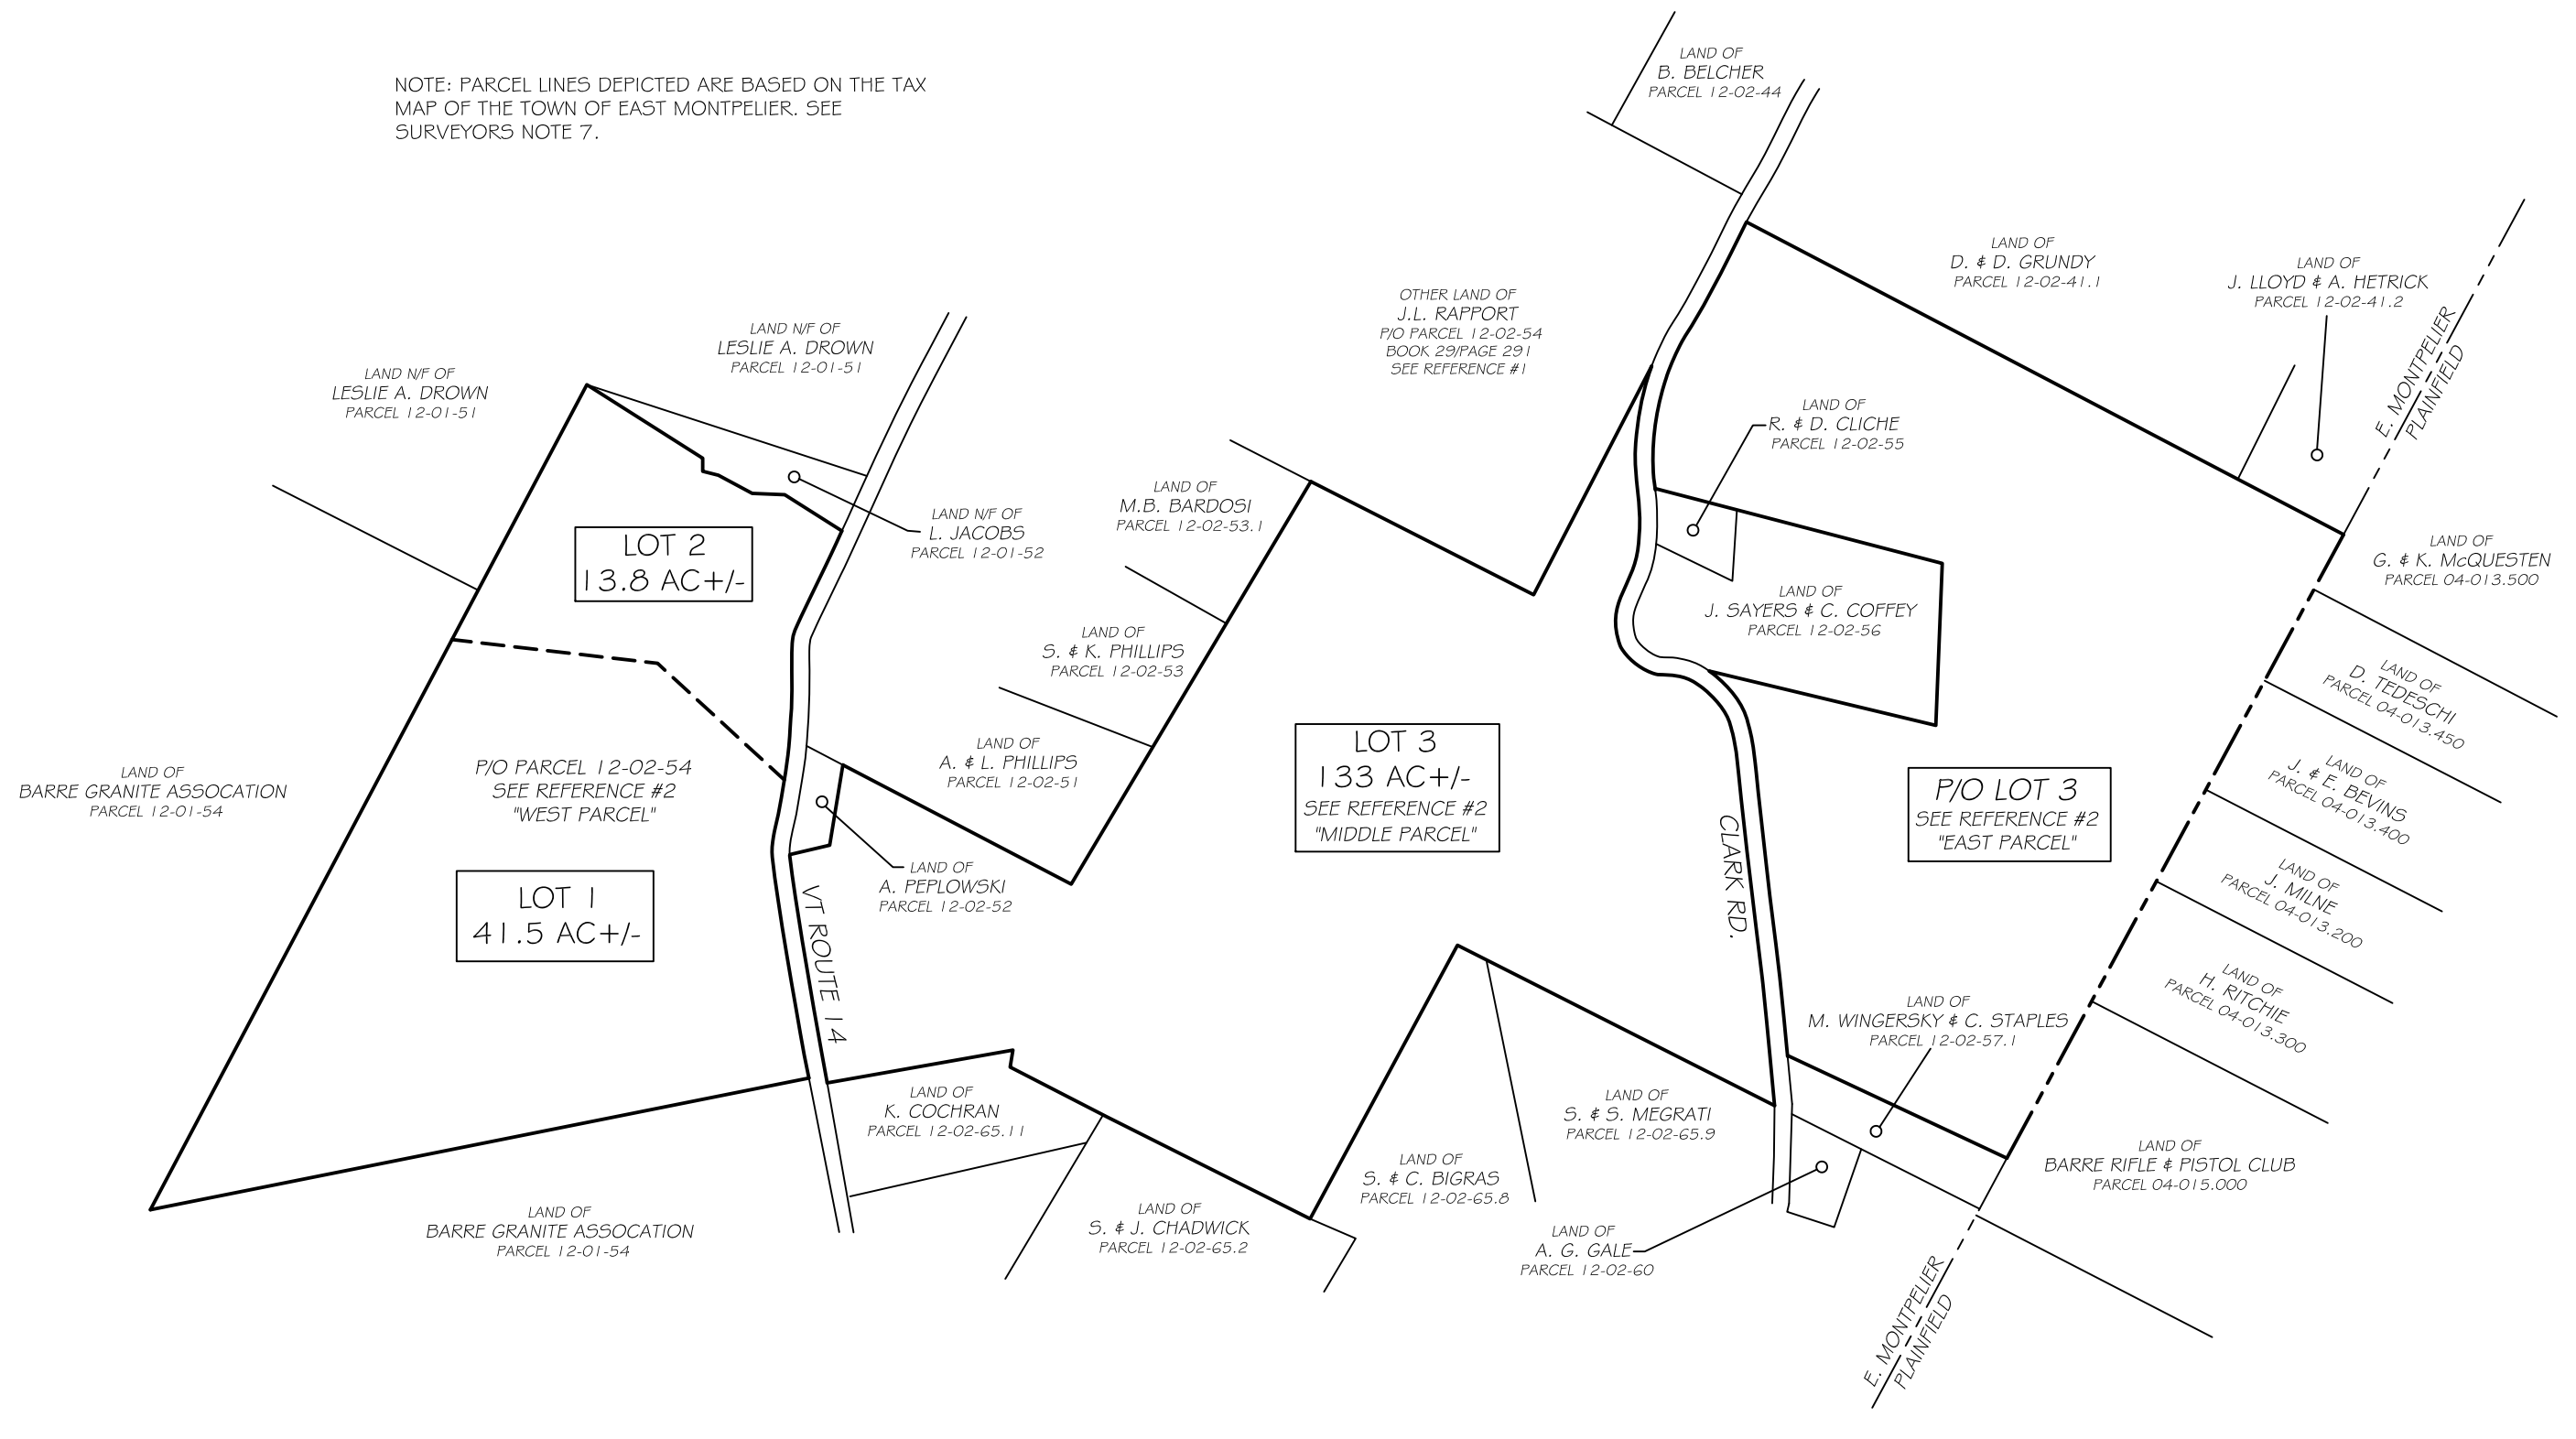 NOTE: PARCEL LINES DEPICTED ARE BASED ON THE TAX
MAP OF THE TOWN OF EAST MONTPELIER. SEE
SURVEYORS NOTE 7.
LAND OF
B. BELCHER
PARCEL 12-02-44
LAND OF
D. & D. GRUNDY
PARCEL 12-02-41.1
LAND OF
J. LLOYD & A. HETRICK
PARCEL 12-02-41.2
E. MONTPELIER
PLAINFIELD
OTHER LAND OF
J.L. RAPPORT
P/O PARCEL 12-02-54
BOOK 29/PAGE 291
SEE REFERENCE #1
LAND N/F OF
LESLIE A. DROWN
PARCEL 12-01-51
LAND N/F OF
LESLIE A. DROWN
PARCEL 12-01-51
LAND OF
R. & D. CLICHE
PARCEL 12-02-55
LAND OF
M.B. BARDOSI
PARCEL 12-02-53.1
LAND N/F OF
L. JACOBS
PARCEL 12-01-52
LOT 2
13.8 AC+/-
LAND OF
G. & K. McQUESTEN
PARCEL 04-013.500
LAND OF
J. SAYERS & C. COFFEY
PARCEL 12-02-56
LAND OF
S. & K. PHILLIPS
PARCEL 12-02-53
LAND OF
D. TEDESCHI
PARCEL 04-013.450
LAND OF
A. & L. PHILLIPS
PARCEL 12-02-51
LOT 3
133 AC+/-
SEE REFERENCE #2
"MIDDLE PARCEL"
P/O PARCEL 12-02-54
SEE REFERENCE #2
"WEST PARCEL"
LAND OF
BARRE GRANITE ASSOCATION
PARCEL 12-01-54
P/O LOT 3
SEE REFERENCE #2
"EAST PARCEL"
LAND OF
J. & E. BEVINS
PARCEL 04-013.400
CLARK RD.
LAND OF
A. PEPLOWSKI
PARCEL 12-02-52
LAND OF
J. MILNE
PARCEL 04-013.200
LOT 1
41.5 AC+/-
VT ROUTE 14
LAND OF
H. RITCHIE
PARCEL 04-013.300
LAND OF
M. WINGERSKY & C. STAPLES
PARCEL 12-02-57.1
LAND OF
K. COCHRAN
PARCEL 12-02-65.11
LAND OF
S. & S. MEGRATI
PARCEL 12-02-65.9
LAND OF
BARRE RIFLE & PISTOL CLUB
PARCEL 04-015.000
LAND OF
S. & C. BIGRAS
PARCEL 12-02-65.8
LAND OF
BARRE GRANITE ASSOCATION
PARCEL 12-01-54
LAND OF
S. & J. CHADWICK
PARCEL 12-02-65.2
LAND OF
A. G. GALE
PARCEL 12-02-60
E. MONTPELIER
PLAINFIELD